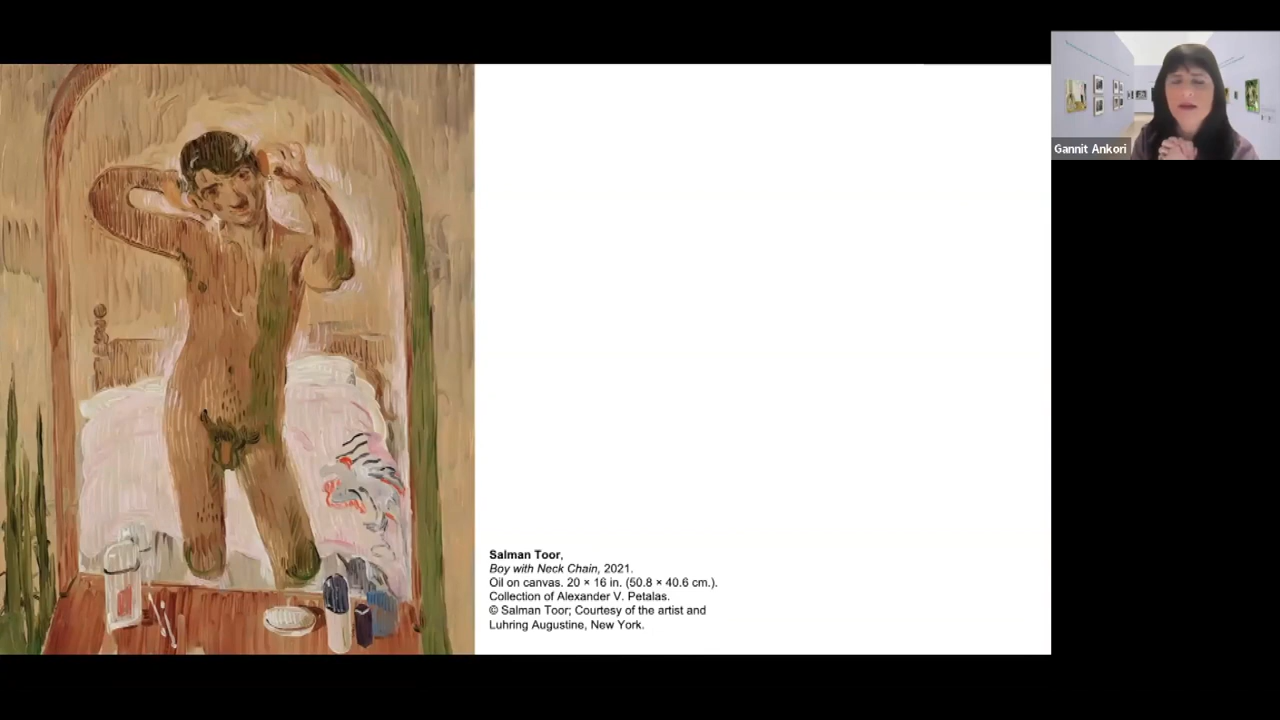 Gannit Ankori
Salman Toor,
Boy with Neck Chain, 2021.
Oil on canvas. 20 × 16 in. (50.8 × 40.6 cm.).
Collection of Alexander V. Petalas.
© Salman Toor; Courtesy of the artist and
Luhring Augustine, New York.